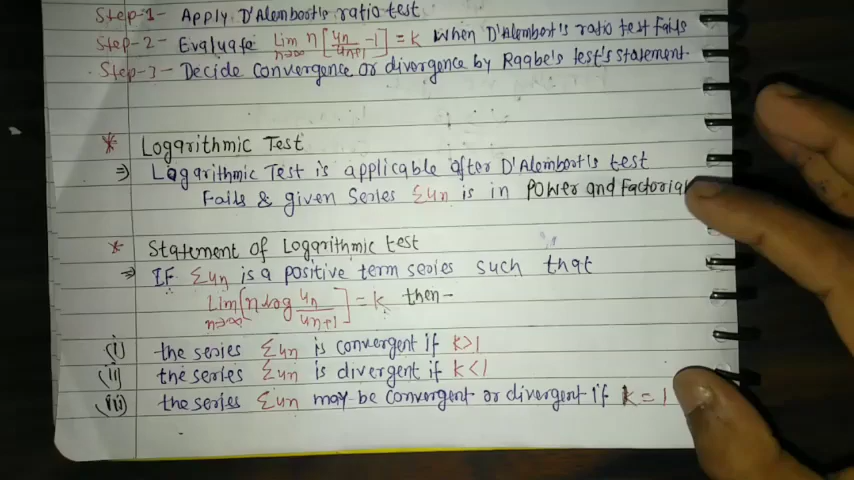 Step-1 - Apply D'Alembort's ratio test
Step-2 - Evaluate lim n→∞ n[un/un+1 - 1] = k when D'Alembort's ratio test fails
Step-3 - Decide Convergence or divergence by Raabe's test's statement.
* Logarithmic Test
⇒ Logarithmic Test is applicable after D'Alembort's test
Fails & given Series Σun is in Power and Factorial
* Statement of Logarithmic test
⇒ IF Σun is a positive term series such that
Lim n→∞ [n log un/un+1] = k then-
(i) the series Σun is convergent if k>1
(ii) the series Σun is divergent if k<1
(iii) the series Σun may be convergent or divergent if k = 1